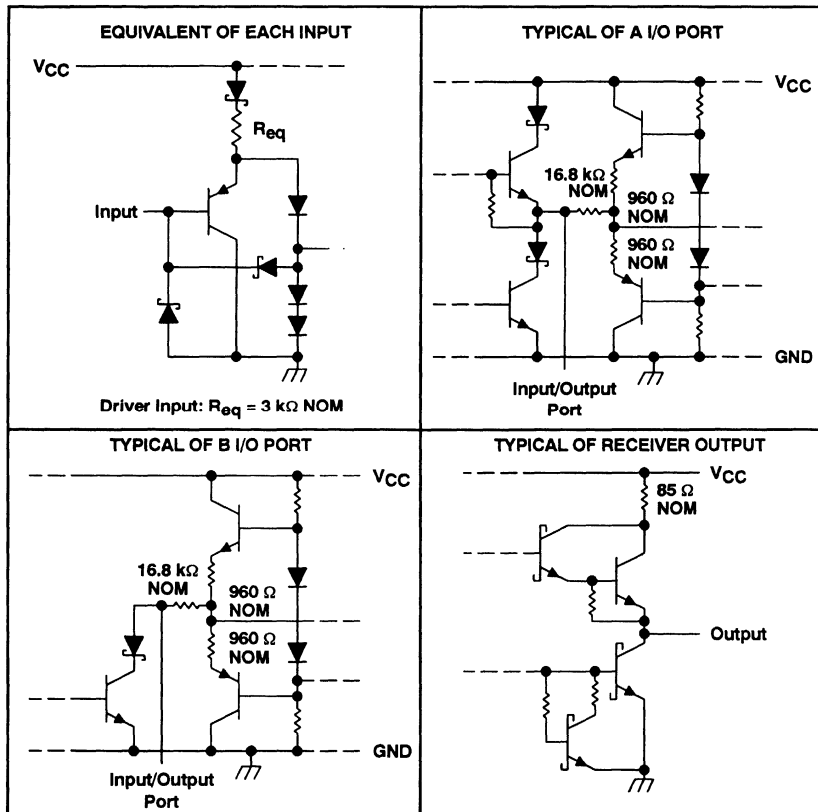 EQUIVALENT OF EACH INPUT
VCC
Req
Input
Driver Input: Req = 3 kΩ NOM
TYPICAL OF A I/O PORT
VCC
16.8 kΩ
NOM
960 Ω
NOM
960 Ω
NOM
GND
Input/Output
Port
TYPICAL OF B I/O PORT
VCC
16.8 kΩ
NOM
960 Ω
NOM
960 Ω
NOM
GND
Input/Output
Port
TYPICAL OF RECEIVER OUTPUT
VCC
85 Ω
NOM
Output